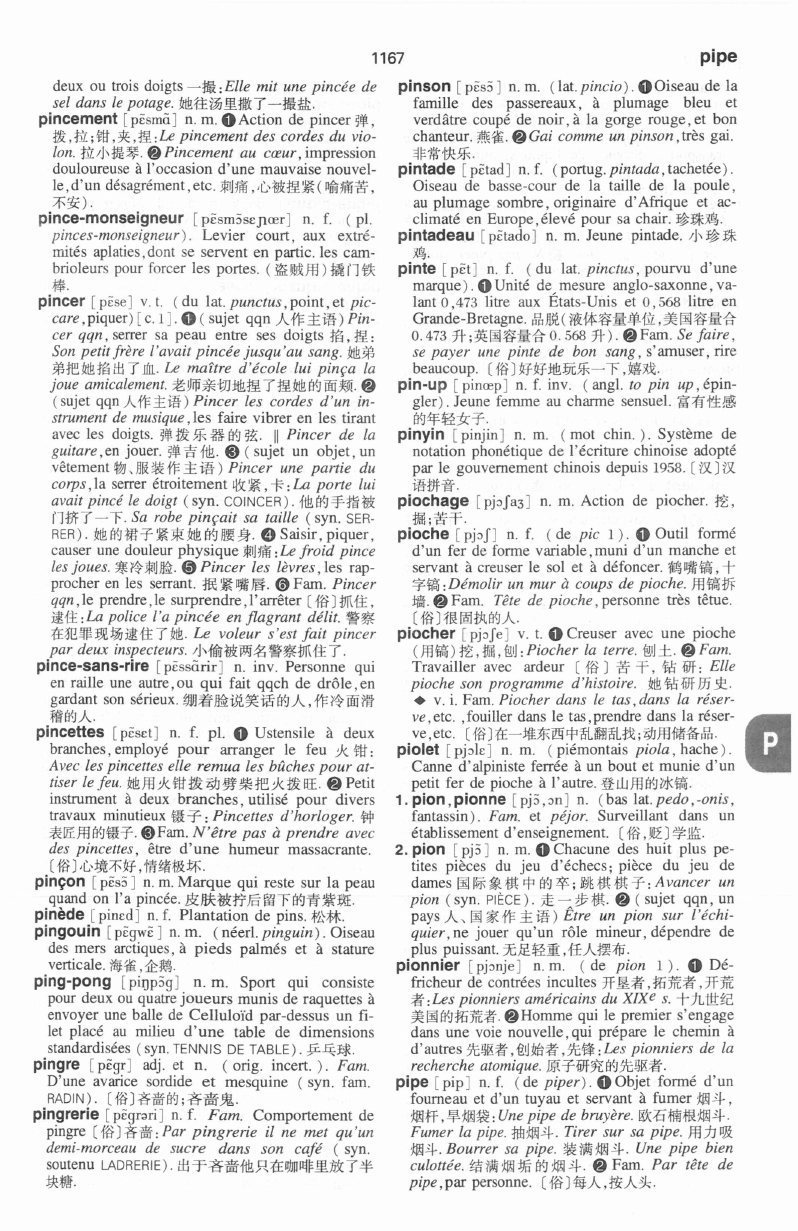 1167
pipe
deux ou trois doigts 一撮:Elle mit une pincée de
sel dans le potage. 她往汤里撒了一撮盐.
pincement [pɛ̃smɑ̃] n. m. ❶Action de pincer 弹,
拨,拉;钳,夹,捏:Le pincement des cordes du vio-
lon. 拉小提琴. ❷Pincement au cœur, impression
douloureuse à l'occasion d'une mauvaise nouvel-
le,d'un désagrément,etc. 刺痛,心被捏紧(喻痛苦,
不安).
pince-monseigneur [pɛ̃smɔ̃sɛɲœr] n. f. (pl.
pinces-monseigneur). Levier court, aux extré-
mités aplaties,dont se servent en partic. les cam-
brioleurs pour forcer les portes. (盗贼用)撬门铁
棒.
pincer [pɛ̃se] v. t. (du lat. punctus,point,et pic-
care,piquer)[c. 1]. ❶(sujet qqn 人作主语)Pin-
cer qqn, serrer sa peau entre ses doigts 掐,捏:
Son petit frère l'avait pincée jusqu'au sang. 她弟
弟把她掐出了血. Le maître d'école lui pinça la
joue amicalement. 老师亲切地捏了捏她的面颊. ❷
(sujet qqn 人作主语) Pincer les cordes d'un in-
strument de musique,les faire vibrer en les tirant
avec les doigts. 弹拨乐器的弦. ‖ Pincer de la
guitare,en jouer. 弹吉他. ❸(sujet un objet,un
vêtement 物、服装作主语) Pincer une partie du
corps,la serrer étroitement 收紧,卡:La porte lui
avait pincé le doigt (syn. COINCER). 他的手指被
门挤了一下. Sa robe pinçait sa taille (syn. SER-
RER). 她的裙子紧束她的腰身. ❹ Saisir, piquer,
causer une douleur physique 刺痛:Le froid pince
les joues. 寒冷刺脸. ❺ Pincer les lèvres,les rap-
procher en les serrant. 抿紧嘴唇. ❻ Fam. Pincer
qqn,le prendre,le surprendre,l'arrêter〔俗〕抓住,
逮住:La police l'a pincée en flagrant délit. 警察
在犯罪现场逮住了她. Le voleur s'est fait pincer
par deux inspecteurs. 小偷被两名警察抓住了.
pince-sans-rire [pɛ̃ssɑ̃rir] n. inv. Personne qui
en raille une autre,ou qui fait qqch de drôle,en
gardant son sérieux. 绷着脸说笑话的人,作冷面滑
稽的人.
pincettes [pɛ̃sɛt] n. f. pl. ❶ Ustensile à deux
branches, employé pour arranger le feu 火钳:
Avec les pincettes elle remua les bûches pour at-
tiser le feu. 她用火钳拨动劈柴把火拨旺. ❷ Petit
instrument à deux branches, utilisé pour divers
travaux minutieux 镊子:Pincettes d'horloger. 钟
表匠用的镊子. ❸Fam. N'être pas à prendre avec
des pincettes, être d'une humeur massacrante.
〔俗〕心境不好,情绪极坏.
pinçon [pɛ̃sɔ̃] n. m. Marque qui reste sur la peau
quand on l'a pincée. 皮肤被拧后留下的青紫斑.
pinède [pinɛd] n. f. Plantation de pins. 松林.
pingouin [pɛ̃gwɛ̃] n. m. (néerl. pinguin). Oiseau
des mers arctiques, à pieds palmés et à stature
verticale. 海雀,企鹅.
ping-pong [piŋpɔ̃g] n. m. Sport qui consiste
pour deux ou quatre joueurs munis de raquettes à
envoyer une balle de Celluloïd par-dessus un fi-
let placé au milieu d'une table de dimensions
standardisées (syn. TENNIS DE TABLE). 乒乓球.
pingre [pɛ̃gr] adj. et n. (orig. incert.). Fam.
D'une avarice sordide et mesquine (syn. fam.
RADIN). 〔俗〕吝啬的;吝啬鬼.
pingrerie [pɛ̃grəri] n. f. Fam. Comportement de
pingre〔俗〕吝啬:Par pingrerie il ne met qu'un
demi-morceau de sucre dans son café (syn.
soutenu LADRERIE). 出于吝啬他只在咖啡里放了半
块糖.
pinson [pɛ̃sɔ̃] n. m. (lat. pincio). ❶Oiseau de la
famille des passereaux, à plumage bleu et
verdâtre coupé de noir,à la gorge rouge,et bon
chanteur. 燕雀. ❷Gai comme un pinson,très gai.
非常快乐.
pintade [pɛ̃tad] n. f. (portug. pintada,tachetée).
Oiseau de basse-cour de la taille de la poule,
au plumage sombre, originaire d'Afrique et ac-
climaté en Europe,élevé pour sa chair. 珍珠鸡.
pintadeau [pɛ̃tado] n. m. Jeune pintade. 小珍珠
鸡.
pinte [pɛ̃t] n. f. (du lat. pinctus, pourvu d'une
marque). ❶Unité de mesure anglo-saxonne,va-
lant 0,473 litre aux États-Unis et 0,568 litre en
Grande-Bretagne. 品脱(液体容量单位,美国容量合
0.473 升;英国容量合 0.568 升). ❷Fam. Se faire,
se payer une pinte de bon sang, s'amuser, rire
beaucoup. 〔俗〕好好地玩乐一下,嬉戏.
pin-up [pinœp] n. f. inv. (angl. to pin up,épin-
gler). Jeune femme au charme sensuel. 富有性感
的年轻女子.
pinyin [pinjin] n. m. (mot chin.). Système de
notation phonétique de l'écriture chinoise adopté
par le gouvernement chinois depuis 1958. 〔汉〕汉
语拼音.
piochage [pjɔʃaʒ] n. m. Action de piocher. 挖,
掘;苦干.
pioche [pjɔʃ] n. f. (de pic 1). ❶ Outil formé
d'un fer de forme variable,muni d'un manche et
servant à creuser le sol et à défoncer. 鹤嘴镐,十
字镐:Démolir un mur à coups de pioche. 用镐拆
墙. ❷Fam. Tête de pioche,personne très têtue.
〔俗〕很固执的人.
piocher [pjɔʃe] v. t. ❶Creuser avec une pioche
(用镐)挖,掘,刨:Piocher la terre. 刨土. ❷Fam.
Travailler avec ardeur 〔俗〕苦干, 钻研: Elle
pioche son programme d'histoire. 她钻研历史.
◆ v. i. Fam. Piocher dans le tas,dans la réser-
ve,etc. ,fouiller dans le tas,prendre dans la réser-
ve,etc. 〔俗〕在一堆东西中乱翻乱找;动用储备品.
P
piolet [pjɔlɛ] n. m. (piémontais piola, hache).
Canne d'alpiniste ferrée à un bout et munie d'un
petit fer de pioche à l'autre. 登山用的冰镐.
1. pion,pionne [pjɔ̃,ɔn] n. (bas lat. pedo,-onis,
fantassin). Fam. et péjor. Surveillant dans un
établissement d'enseignement. 〔俗,贬〕学监.
2. pion [pjɔ̃] n. m. ❶Chacune des huit plus pe-
tites pièces du jeu d'échecs; pièce du jeu de
dames 国际象棋中的卒;跳棋棋子:Avancer un
pion (syn. PIÈCE). 走一步棋. ❷(sujet qqn, un
pays 人、国家作主语) Être un pion sur l'échi-
quier,ne jouer qu'un rôle mineur, dépendre de
plus puissant. 无足轻重,任人摆布.
pionnier [pjɔnje] n. m. (de pion 1). ❶ Dé-
fricheur de contrées incultes 开垦者,拓荒者,开荒
者:Les pionniers américains du XIXe s. 十九世纪
美国的拓荒者. ❷Homme qui le premier s'engage
dans une voie nouvelle,qui prépare le chemin à
d'autres 先驱者,创始者,先锋:Les pionniers de la
recherche atomique. 原子研究的先驱者.
pipe [pip] n. f. (de piper). ❶Objet formé d'un
fourneau et d'un tuyau et servant à fumer 烟斗,
烟杆,旱烟袋:Une pipe de bruyère. 欧石楠根烟斗.
Fumer la pipe. 抽烟斗. Tirer sur sa pipe. 用力吸
烟斗. Bourrer sa pipe. 装满烟斗. Une pipe bien
culottée. 结满烟垢的烟斗. ❷ Fam. Par tête de
pipe,par personne. 〔俗〕每人,按人头.